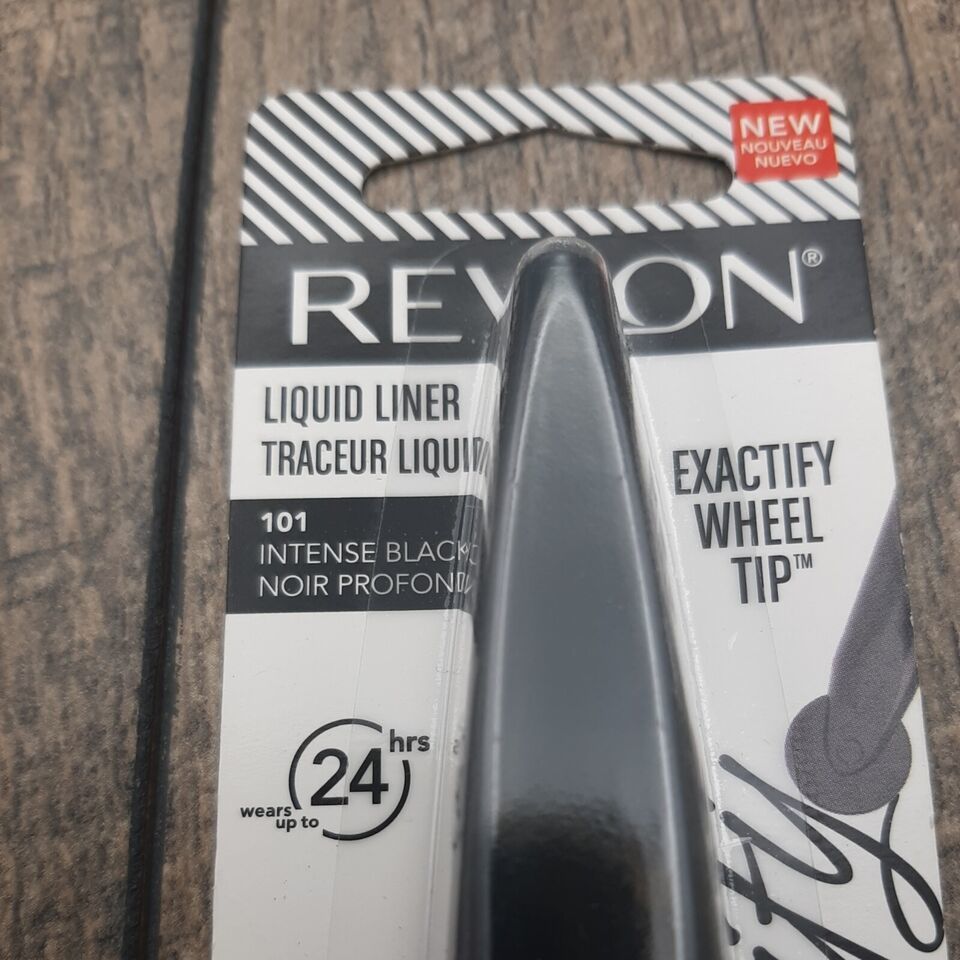 NEW
NOUVEAU
NUEVO
REVLON®
LIQUID LINER
TRACEUR LIQUID
101
INTENSE BLACK
NOIR PROFOND
EXACTIFY
WHEEL
TIP™
wears up to
24 hrs